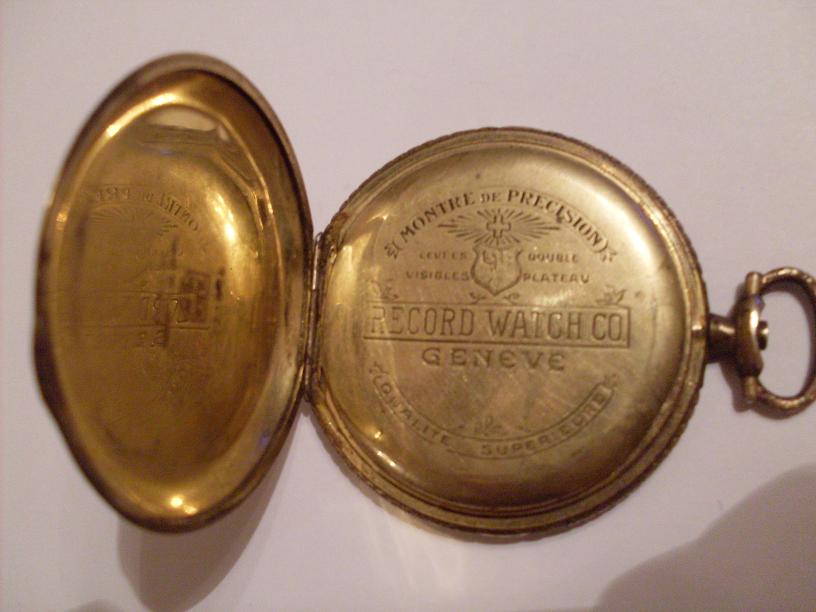 MONTRE DE PRECISION
LEVEES DOUBLE
VISIBLES PLATEAU
RECORD WATCH CO
GENEVE
QUALITE SUPERIEURE